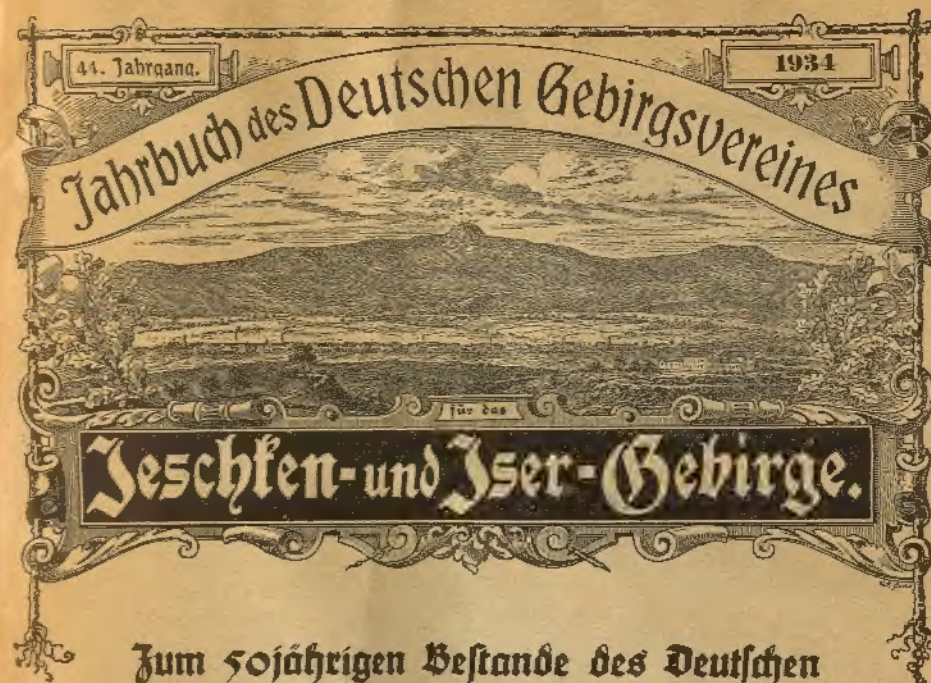 44. Jahrgang.
1934
Jahrbuch des Deutschen Gebirgsvereines
für das
Jeschken- und Iser-Gebirge.
Zum 50jährigen Bestande des Deutschen